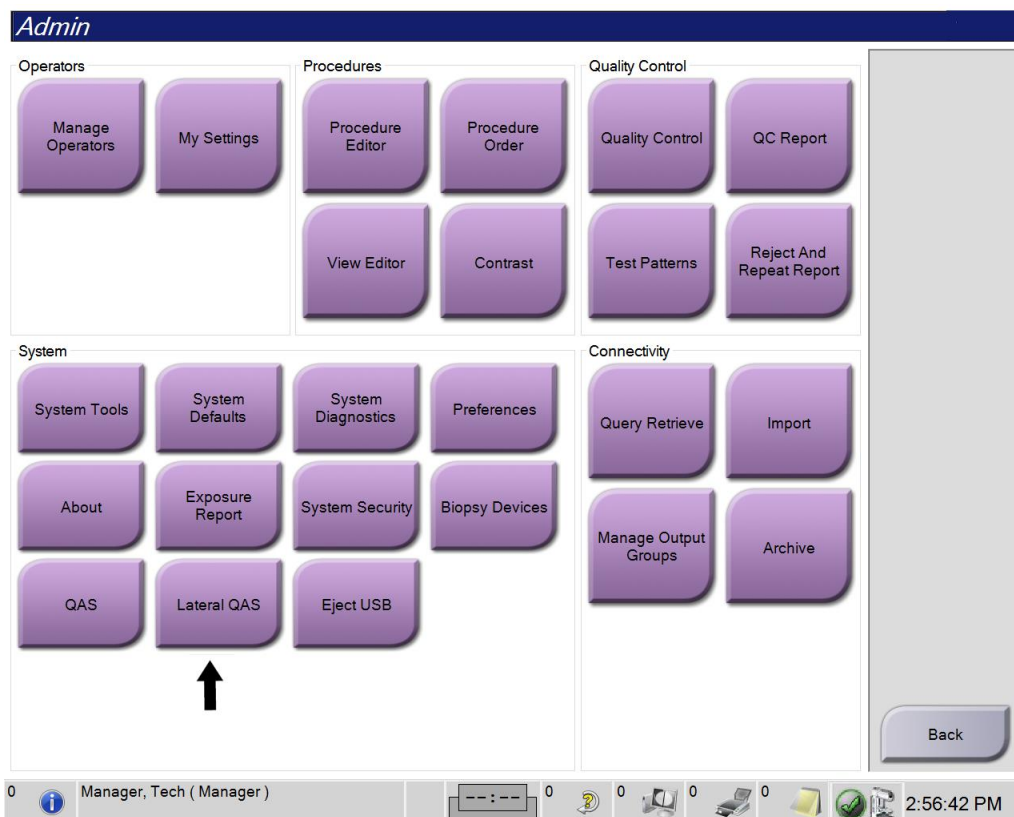 Admin
Operators
Manage
Operators
My Settings
Procedures
Procedure
Editor
Procedure
Order
View Editor
Contrast
Quality Control
Quality Control
QC Report
Test Patterns
Reject And
Repeat Report
System
System Tools
System
Defaults
System
Diagnostics
Preferences
About
Exposure
Report
System Security
Biopsy Devices
QAS
Lateral QAS
Eject USB
Connectivity
Query Retrieve
Import
Manage Output
Groups
Archive
Back
0 Manager, Tech ( Manager ) --:-- 0 0 0 0 2:56:42 PM